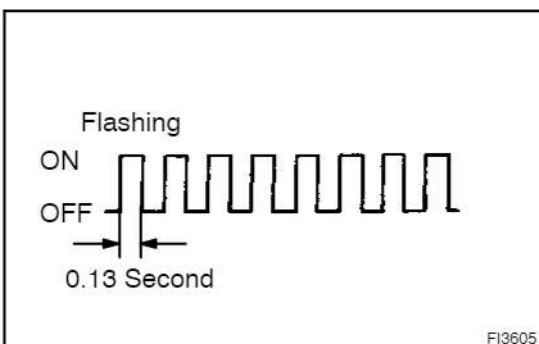 Flashing
ON
OFF
0.13 Second
FI3605